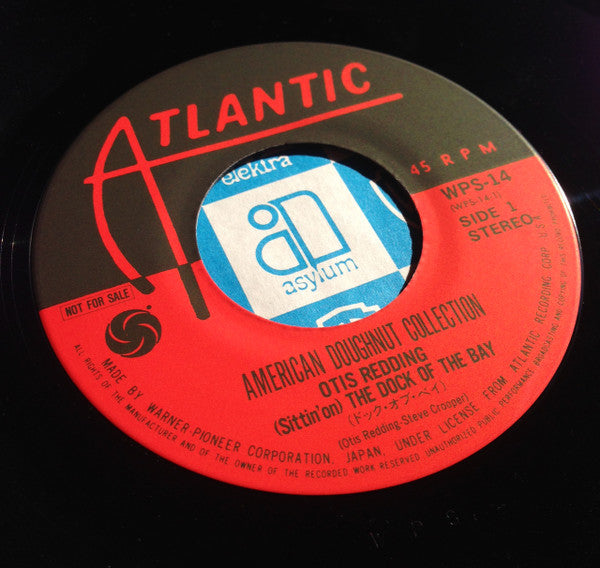 ATLANTIC
45 RPM
WPS-14
(WPS-14-1)
SIDE 1
STEREO
elektra
asylum
NOT FOR SALE
AMERICAN DOUGHNUT COLLECTION
OTIS REDDING
(Sittin'on) THE DOCK OF THE BAY
(ドック・オブ・ベイ)
(Otis Redding-Steve Cropper)
MADE BY WARNER-PIONEER CORPORATION, JAPAN, UNDER LICENSE FROM ATLANTIC RECORDING CORP.
ALL RIGHTS OF THE MANUFACTURER AND OF THE OWNER OF THE RECORDED WORK RESERVED UNAUTHORIZED PUBLIC PERFORMANCE, BROADCASTING AND COPYING OF THIS